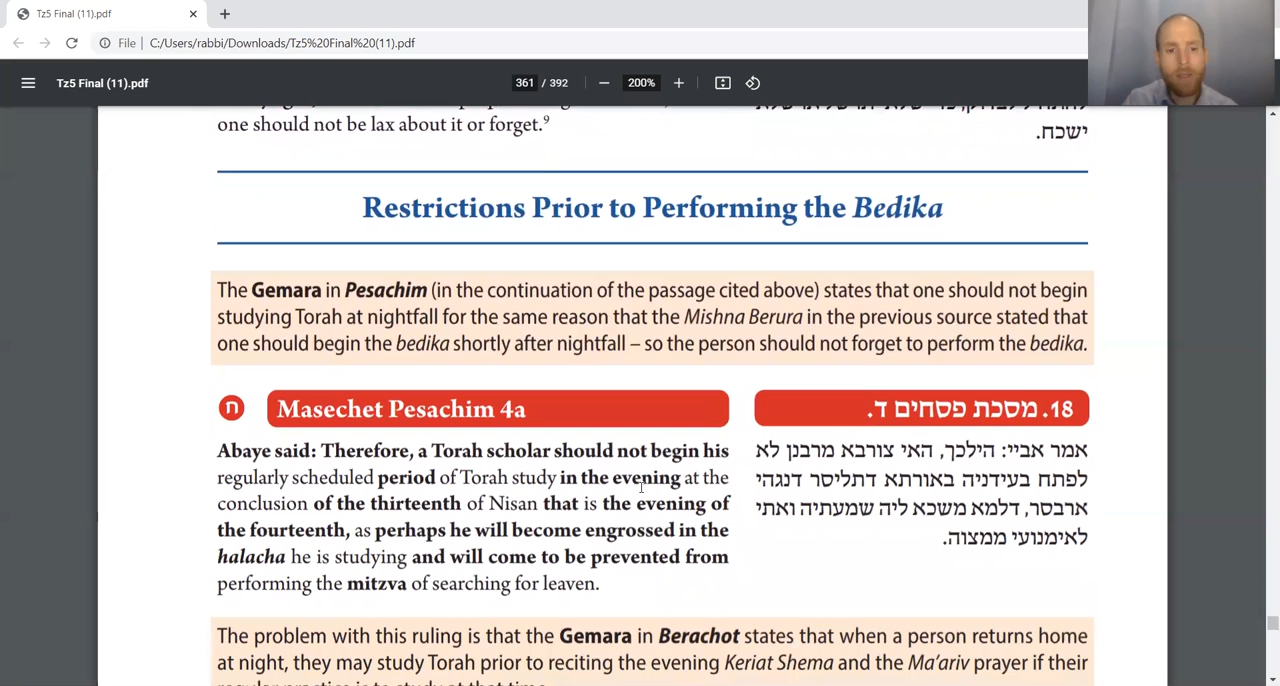 Tz5 Final (11).pdf
File
C:/Users/rabbi/Downloads/Tz5%20Final%20(11).pdf
Tz5 Final (11).pdf
361 / 392
200%
one should not be lax about it or forget.⁹
ישכח.
Restrictions Prior to Performing the Bedika
The Gemara in Pesachim (in the continuation of the passage cited above) states that one should not begin
studying Torah at nightfall for the same reason that the Mishna Berura in the previous source stated that
one should begin the bedika shortly after nightfall – so the person should not forget to perform the bedika.
ח
Masechet Pesachim 4a
Abaye said: Therefore, a Torah scholar should not begin his
regularly scheduled period of Torah study in the evening at the
conclusion of the thirteenth of Nisan that is the evening of
the fourteenth, as perhaps he will become engrossed in the
halacha he is studying and will come to be prevented from
performing the mitzva of searching for leaven.
18. מסכת פסחים ד.
אמר אביי: הילכך, האי צורבא מרבנן לא
לפתח בעידניה באורתא דתליסר דנגהי
ארבסר, דלמא משכא ליה שמעתיה ואתי
לאימנועי ממצוה.
The problem with this ruling is that the Gemara in Berachot states that when a person returns home
at night, they may study Torah prior to reciting the evening Keriat Shema and the Ma'ariv prayer if their